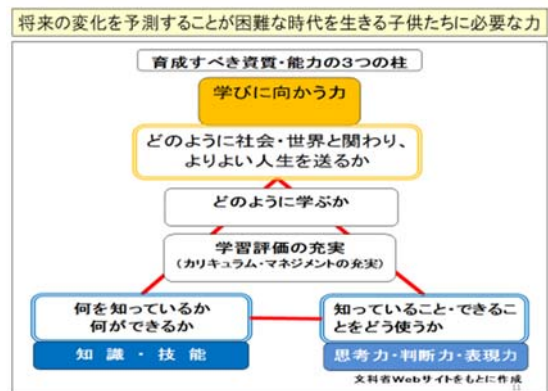 将来の変化を予測することが困難な時代を生きる子供たちに必要な力
育成すべき資質・能力の3つの柱
学びに向かう力
どのように社会・世界と関わり、
よりよい人生を送るか
どのように学ぶか
学習評価の充実
(カリキュラム・マネジメントの充実)
何を知っているか
何ができるか
知識・技能
知っていること・できるこ
とをどう使うか
思考力・判断力・表現力
文科省Webサイトをもとに作成
11